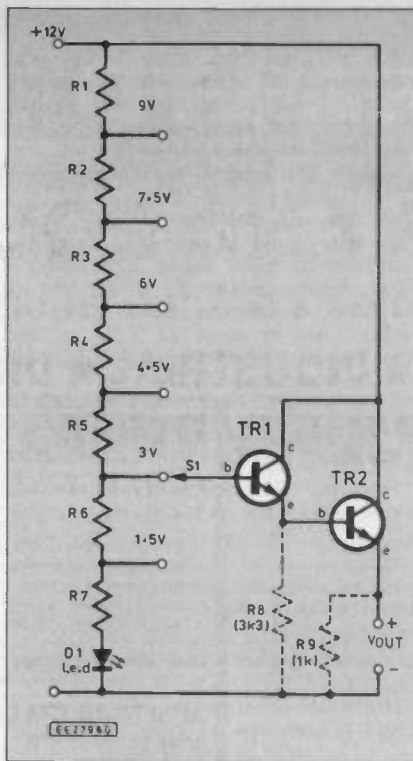 +12V
R1
9V
R2
7·5V
R3
6V
R4
4·5V
R5
TR1
c
3V
S1
b
TR2
e
c
b
R6
e
1·5V
R7
R8
(3k3)
R9
(1k)
+
VOUT
-
D1
l.e.d
EE2798G